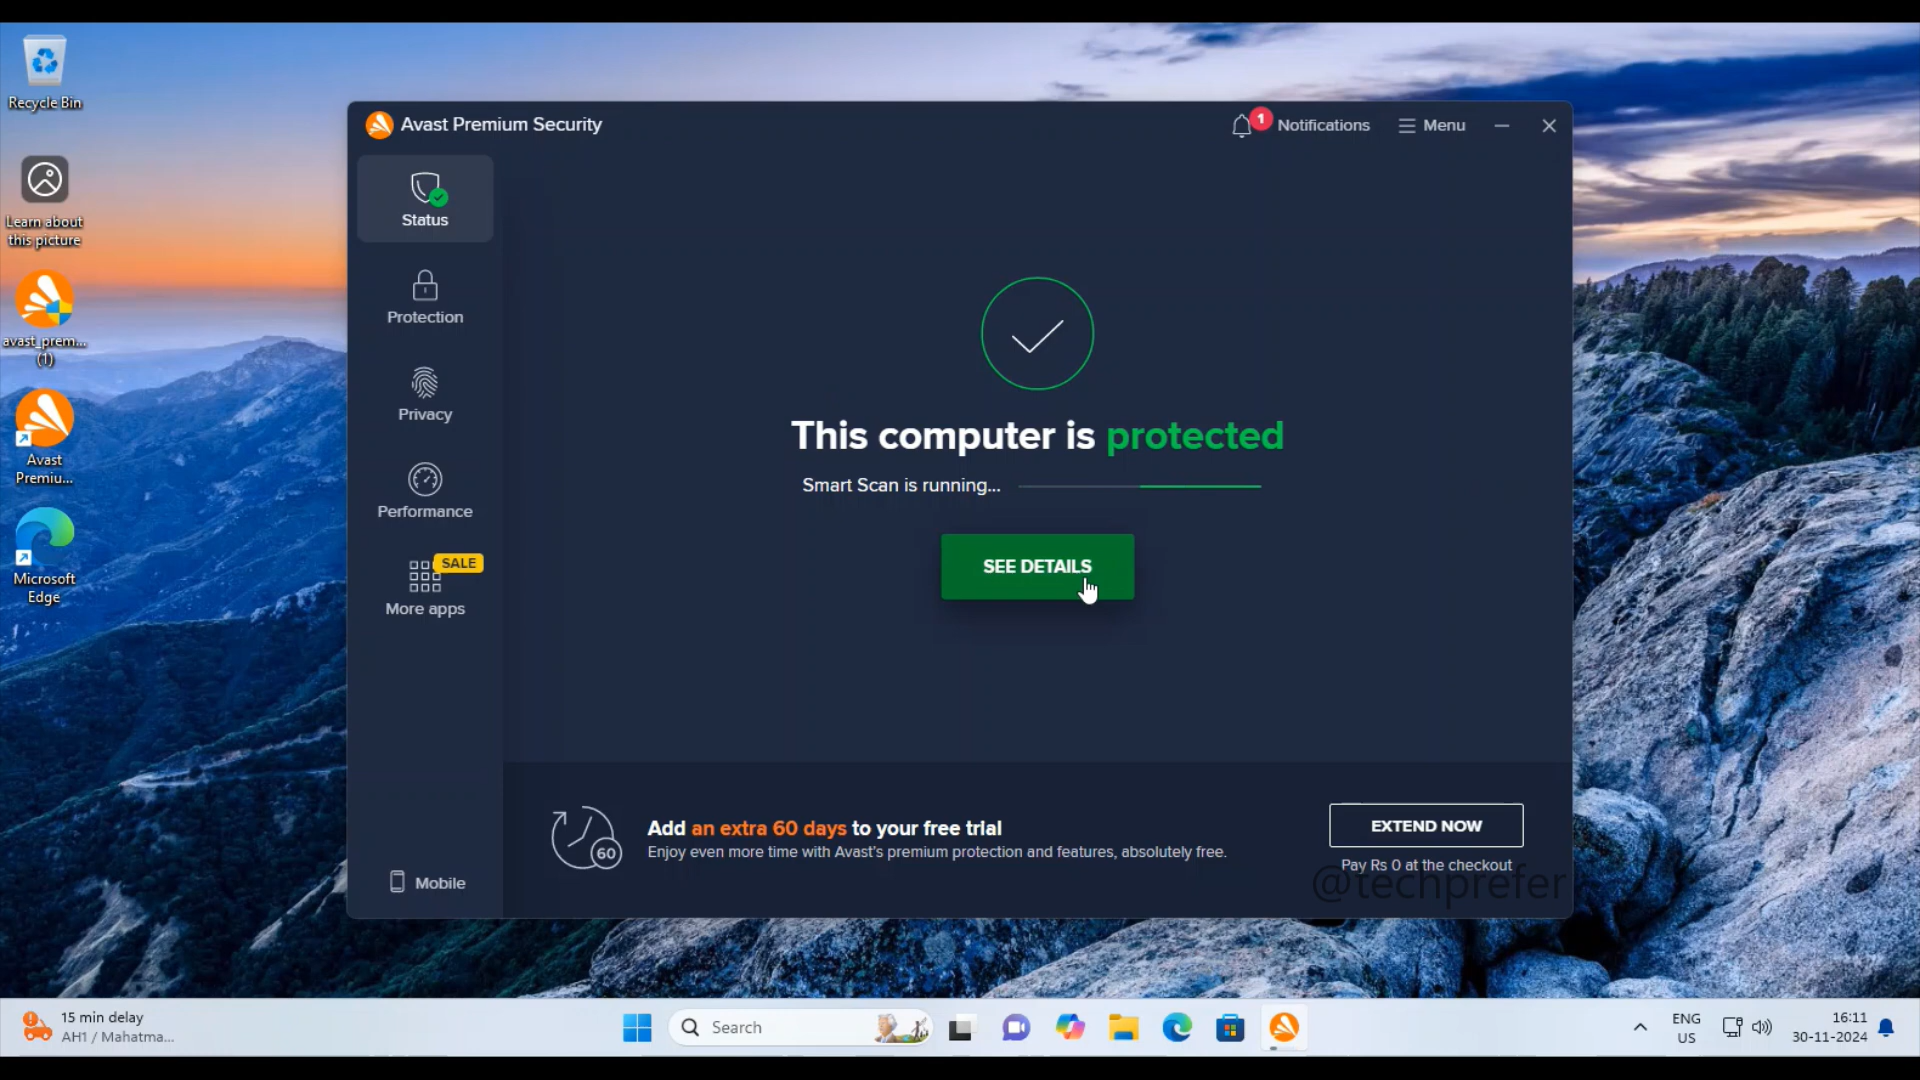 Recycle Bin
Learn about
this picture
avast_prem...
(1)
Avast
Premiu...
Microsoft
Edge
Avast Premium Security
1
Notifications
Menu
Status
Protection
Privacy
Performance
SALE
More apps
Mobile
This computer is protected
Smart Scan is running...
SEE DETAILS
60
Add an extra 60 days to your free trial
Enjoy even more time with Avast's premium protection and features, absolutely free.
EXTEND NOW
Pay Rs 0 at the checkout
@techprefer
15 min delay
AH1 / Mahatma...
Search
ENG
US
16:11
30-11-2024